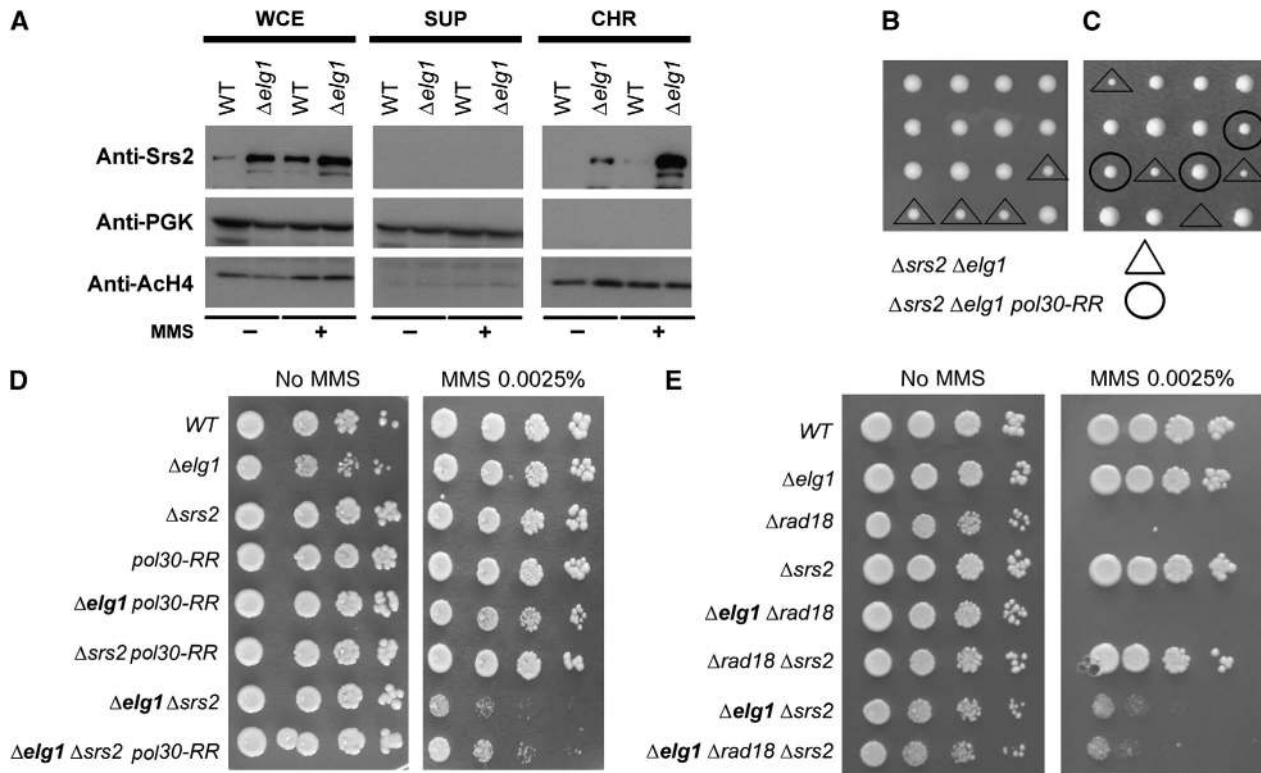 A
WCE SUP CHR
WT Δelg1 WT Δelg1 WT Δelg1 WT Δelg1 WT Δelg1 WT Δelg1
Anti-Srs2
Anti-PGK
Anti-AcH4
MMS − + − + − +
B C
Δsrs2 Δelg1
Δsrs2 Δelg1 pol30-RR
D
No MMS MMS 0.0025%
WT
Δelg1
Δsrs2
pol30-RR
Δelg1 pol30-RR
Δsrs2 pol30-RR
Δelg1 Δsrs2
Δelg1 Δsrs2 pol30-RR
E
No MMS MMS 0.0025%
WT
Δelg1
Δrad18
Δsrs2
Δelg1 Δrad18
Δrad18 Δsrs2
Δelg1 Δsrs2
Δelg1 Δrad18 Δsrs2